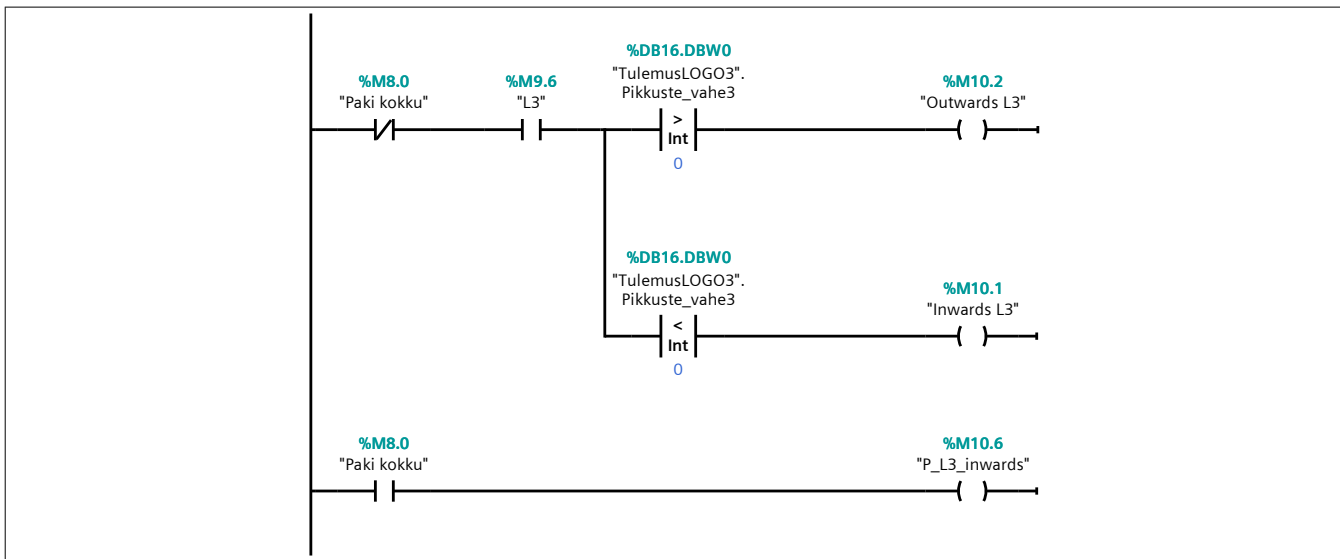 %DB16.DBW0
%M8.0
%M9.6
"TulemusLOGO3".
Pikkuste_vahe3
%M10.2
"Paki kokku"
"L3"
"Outwards L3"
>
Int
0
%DB16.DBW0
"TulemusLOGO3".
Pikkuste_vahe3
%M10.1
"Inwards L3"
<
Int
0
%M8.0
%M10.6
"Paki kokku"
"P_L3_inwards"